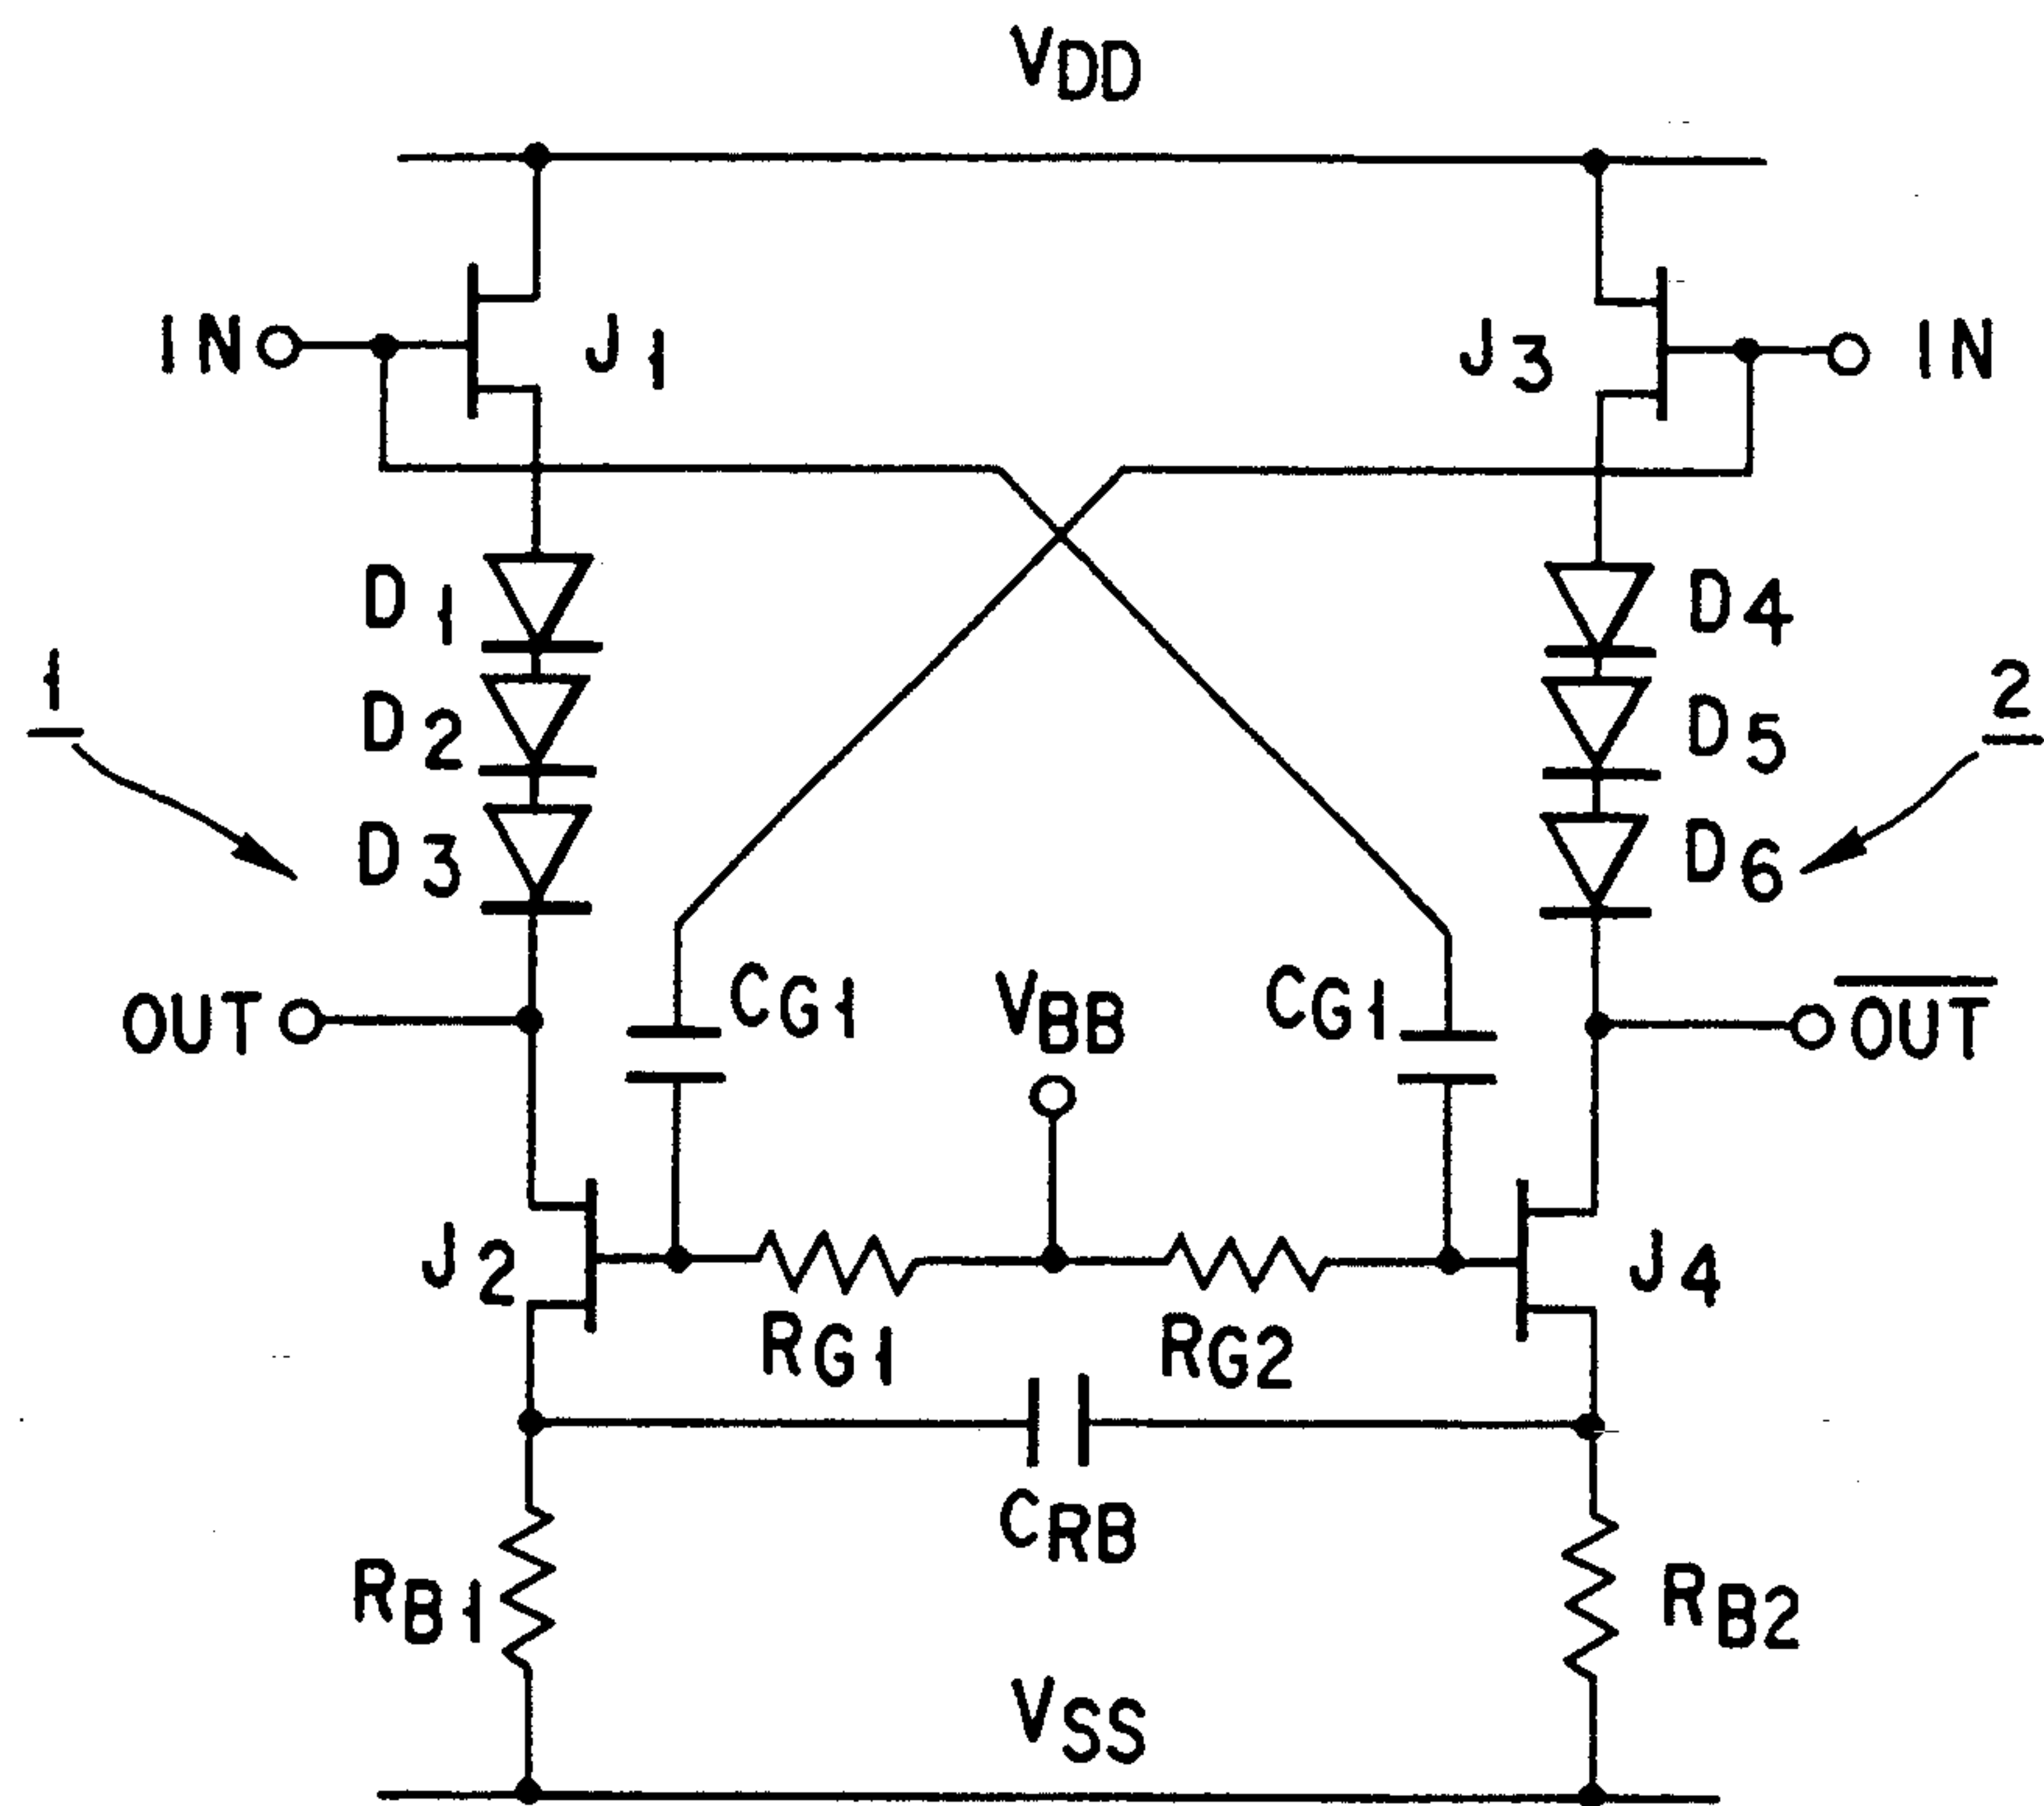 VDD
IN
J1
J3
IN
D1
D4
1
D2
D5
2
D3
D6
OUT
CG1
VBB
CG1
OUT
J2
J4
RG1
RG2
CRB
RB1
RB2
VSS